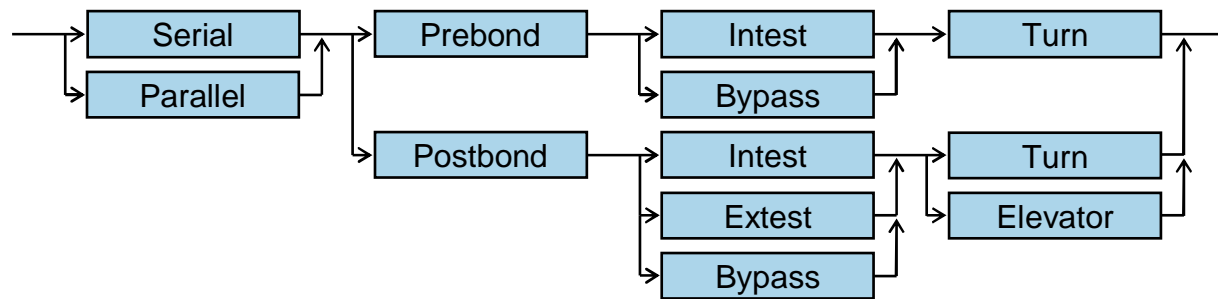 Serial Prebond Intest Turn
Parallel Bypass
Postbond Intest Turn
Extest Elevator
Bypass